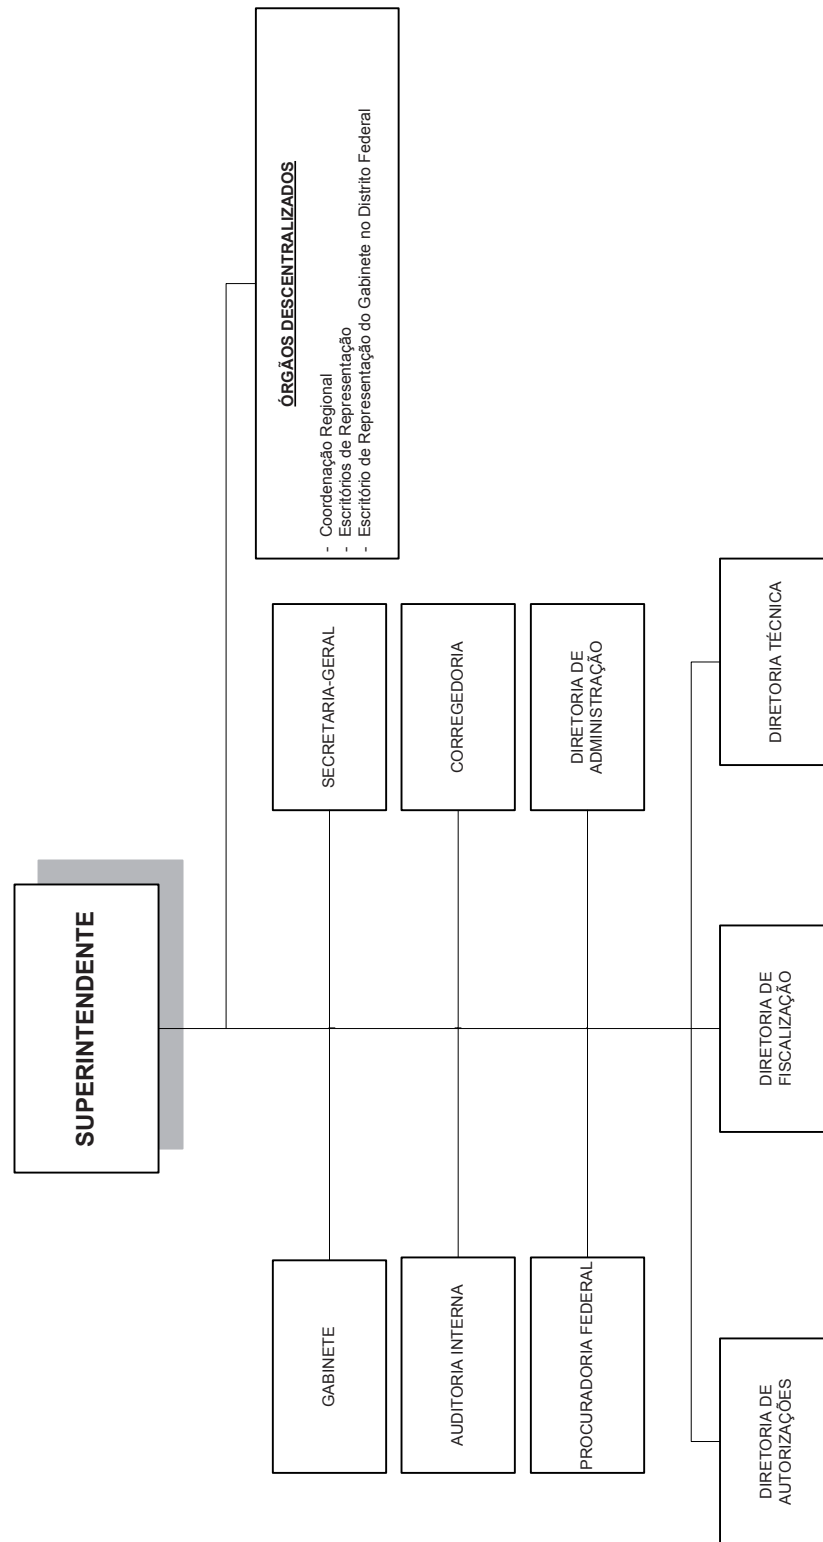 SUPERINTENDENTE
ÓRGÃOS DESCENTRALIZADOS
- Coordenação Regional
- Escritórios de Representação
- Escritório de Representação do Gabinete no Distrito Federal
GABINETE
SECRETARIA-GERAL
AUDITORIA INTERNA
CORREGEDORIA
PROCURADORIA FEDERAL
DIRETORIA DE
ADMINISTRAÇÃO
DIRETORIA DE
AUTORIZAÇÕES
DIRETORIA DE
FISCALIZAÇÃO
DIRETORIA TÉCNICA